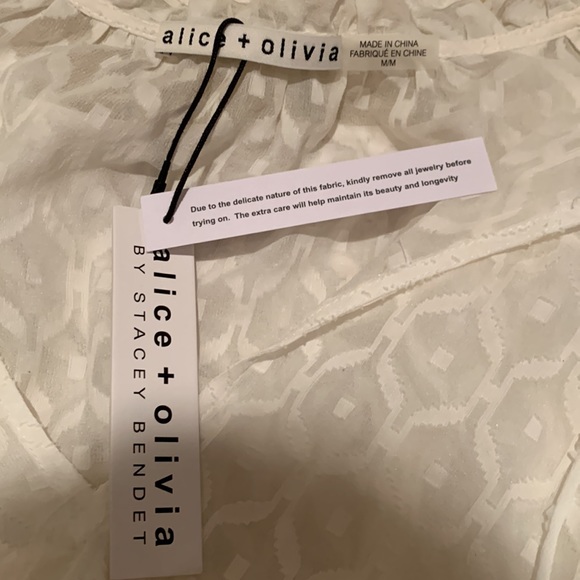 alice + olivia
MADE IN CHINA
FABRIQUÉ EN CHINE
M/M
Due to the delicate nature of this fabric, kindly remove all jewelry before
trying on. The extra care will help maintain its beauty and longevity
alice + olivia
BY STACEY BENDET